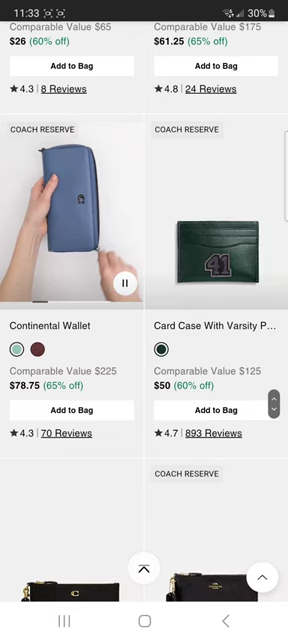 11:33 30%
Comparable Value $65
$26 (60% off)
Add to Bag
4.3 | 8 Reviews
Comparable Value $175
$61.25 (65% off)
Add to Bag
4.8 | 24 Reviews
COACH RESERVE
Continental Wallet
Comparable Value $225
$78.75 (65% off)
Add to Bag
4.3 | 70 Reviews
COACH RESERVE
41
Card Case With Varsity P...
Comparable Value $125
$50 (60% off)
Add to Bag
4.7 | 893 Reviews
COACH RESERVE